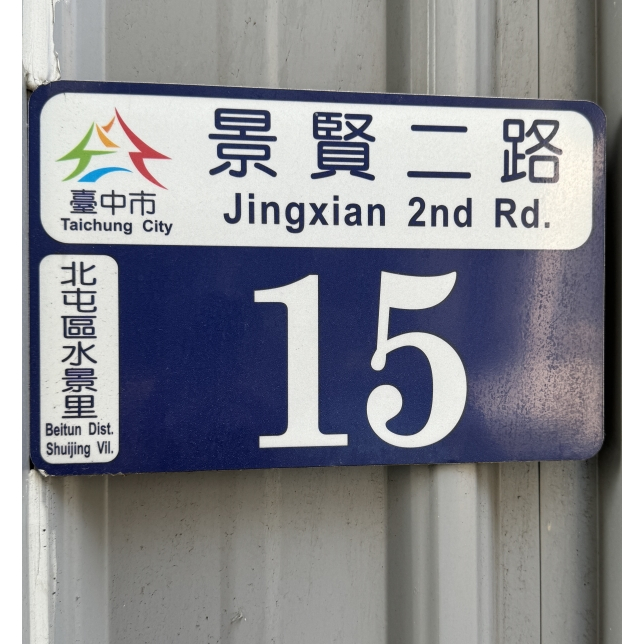 景賢二路
Jingxian 2nd Rd.
臺中市
Taichung City
北屯區水景里
Beitun Dist.
Shuijing Vil.
15